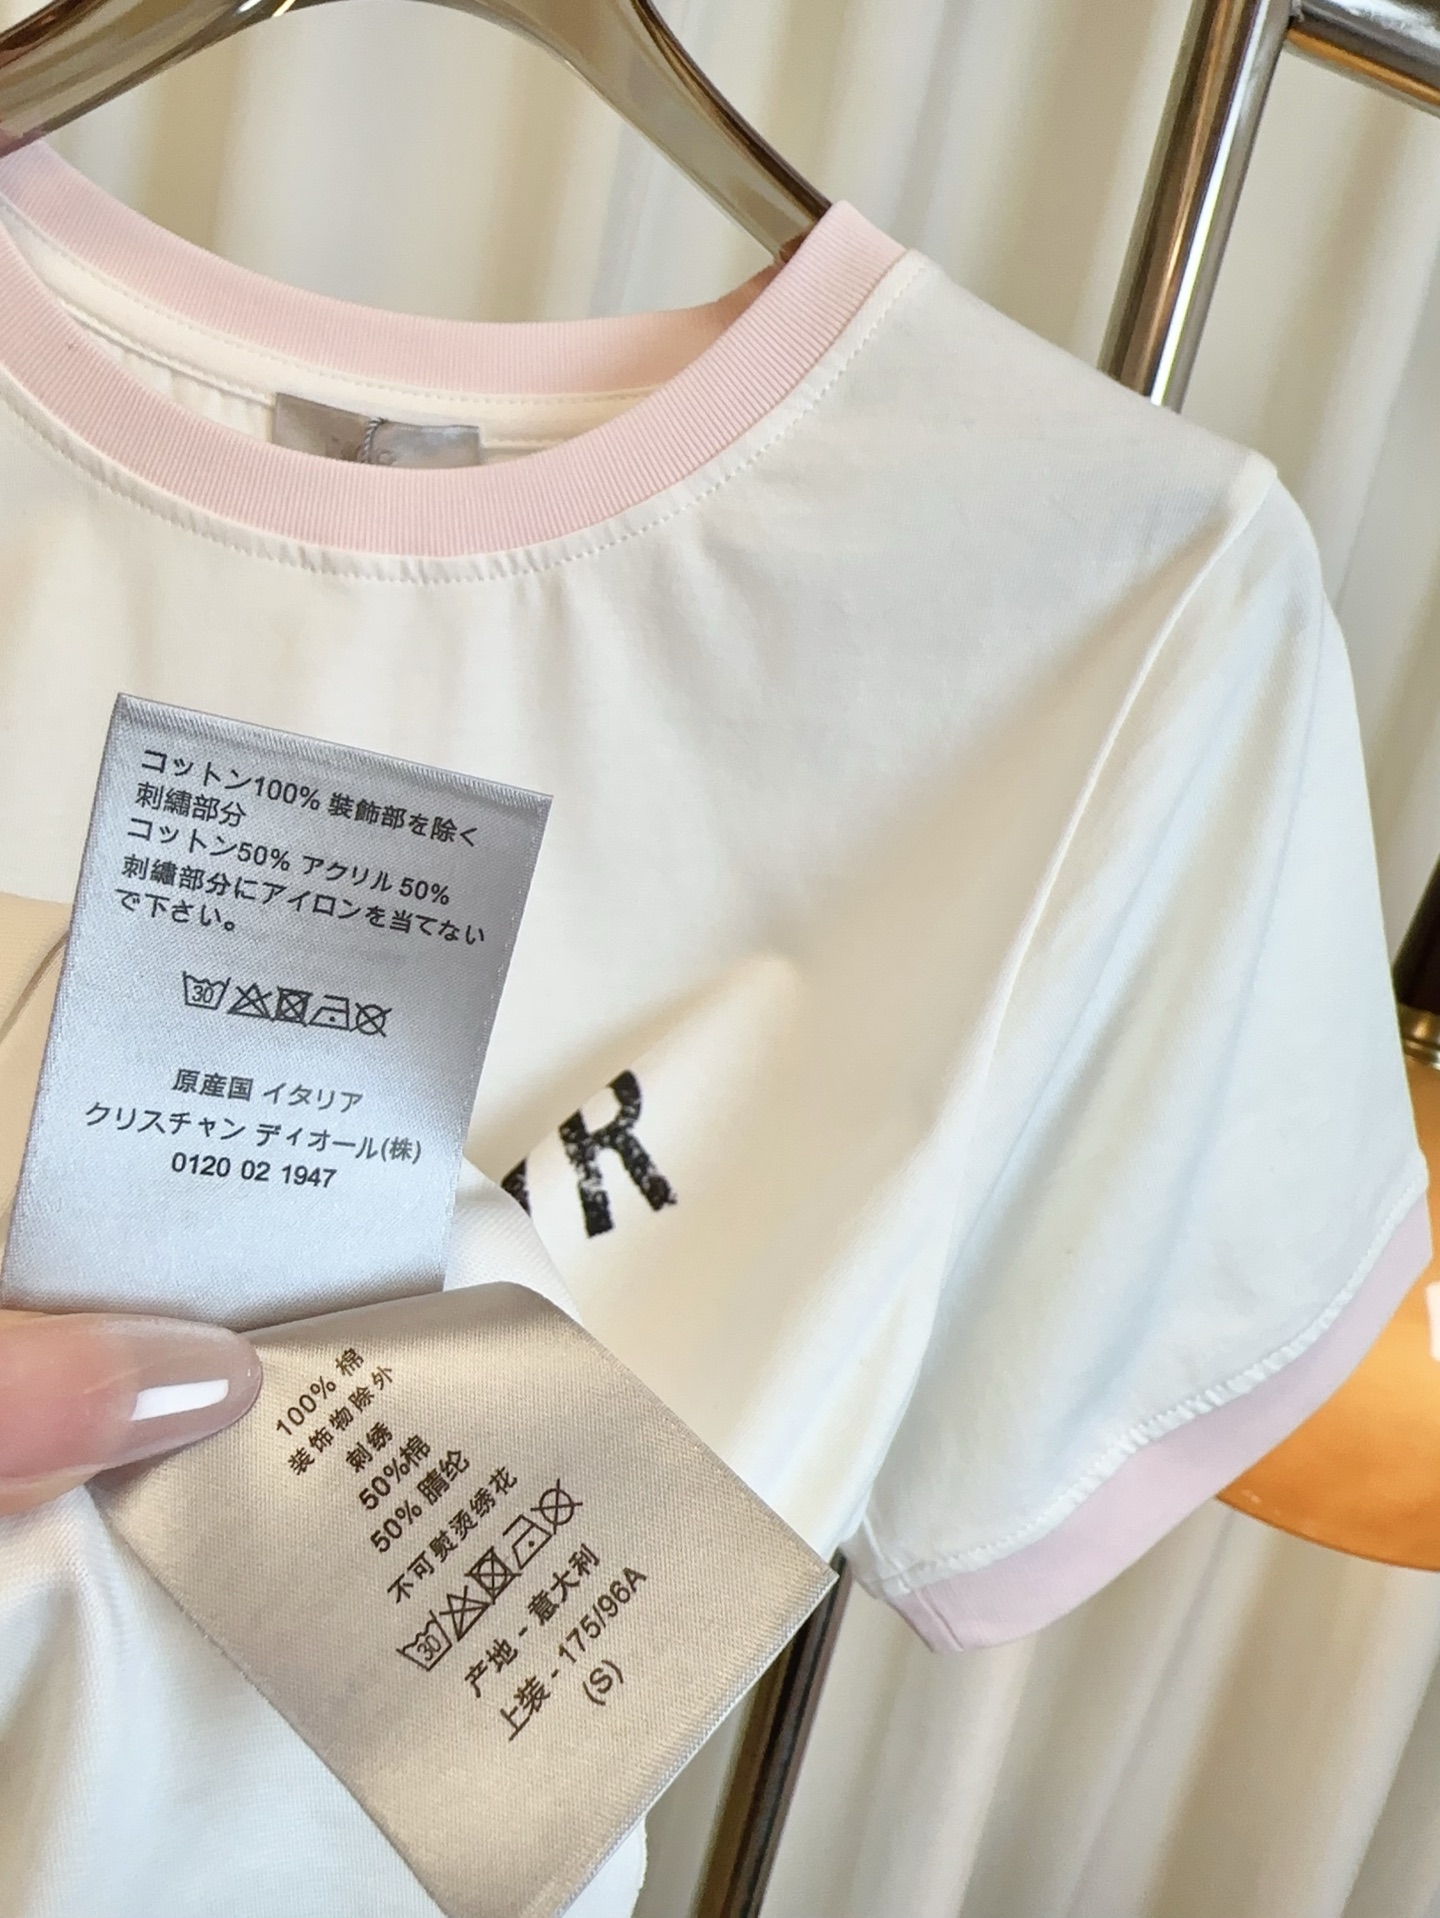 コットン100% 装飾部を除く
刺繍部分
コットン50% アクリル 50%
刺繍部分にアイロンを当てない
で下さい。
30
原産国 イタリア
クリスチャン ディオール(株)
0120 02 1947
R
100% 棉
装饰物除外
刺绣
50%棉
50% 腈纶
不可熨烫绣花
30
产地 - 意大利
上装 - 175/96A
(S)